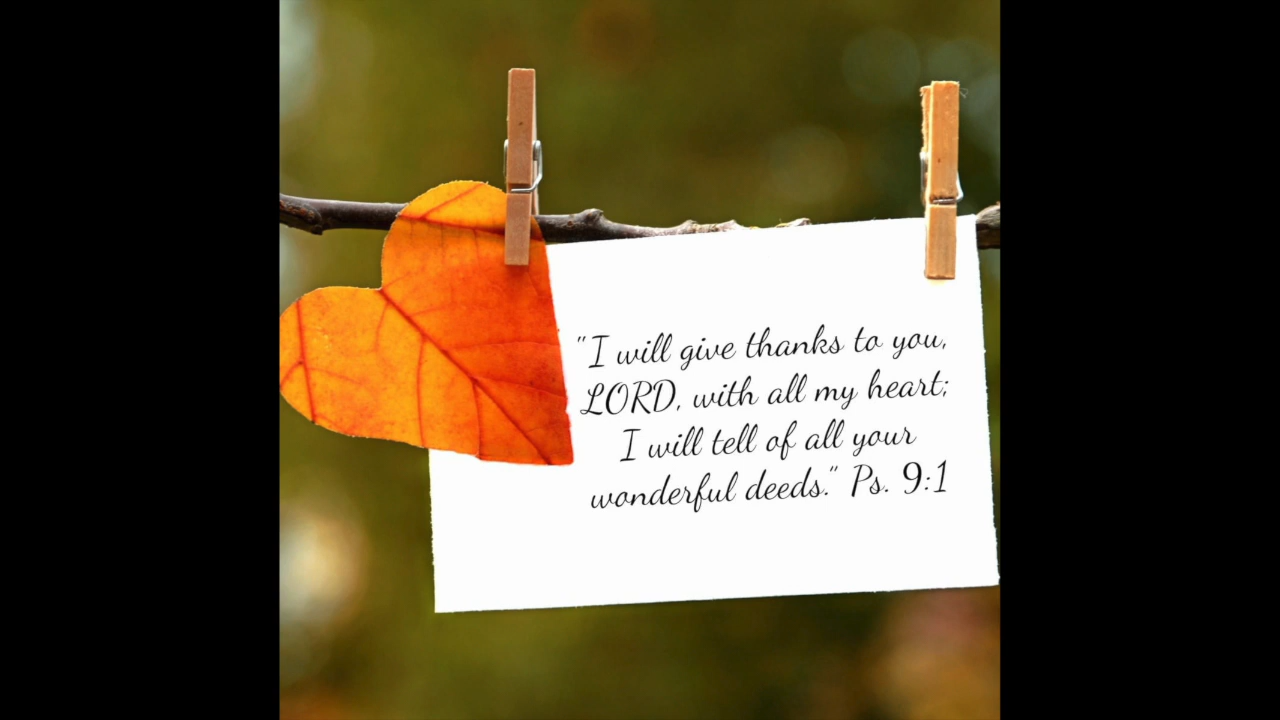 "I will give thanks to you,
LORD, with all my heart;
I will tell of all your
wonderful deeds." Ps. 9:1